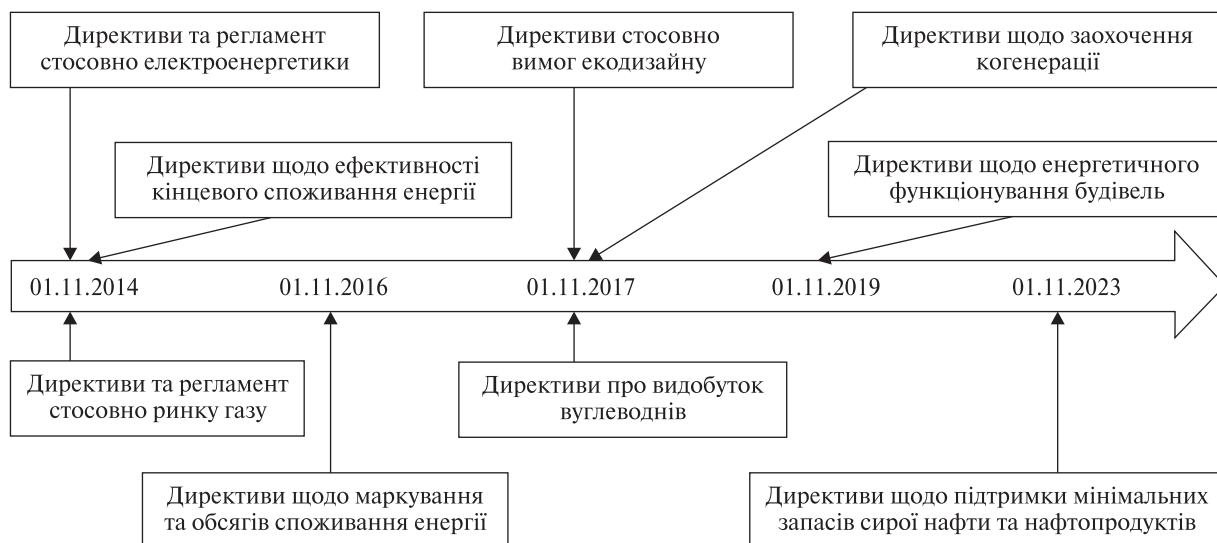 Директиви та регламент
стосовно електроенергетики
Директиви стосовно
вимог екодизайну
Директиви щодо заохочення
когенерації
Директиви щодо ефективності
кінцевого споживання енергії
Директиви щодо енергетичного
функціонування будівель
01.11.2014
01.11.2016
01.11.2017
01.11.2019
01.11.2023
Директиви та регламент
стосовно ринку газу
Директиви про видобуток
вуглеводнів
Директиви щодо маркування
та обсягів споживання енергії
Директиви щодо підтримки мінімальних
запасів сирої нафти та нафтопродуктів